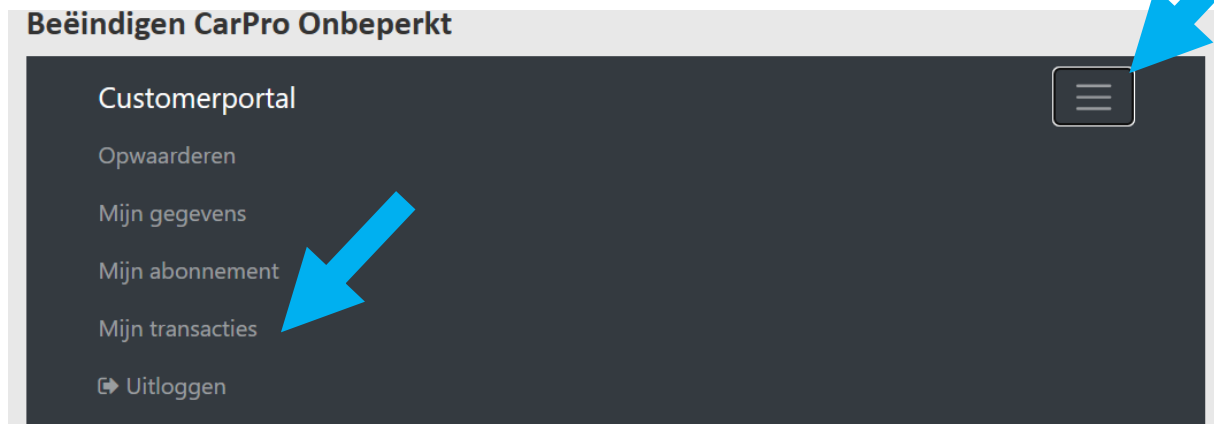 Beëindigen CarPro Onbeperkt
Customerportal
Opwaarderen
Mijn gegevens
Mijn abonnement
Mijn transacties
Uitloggen